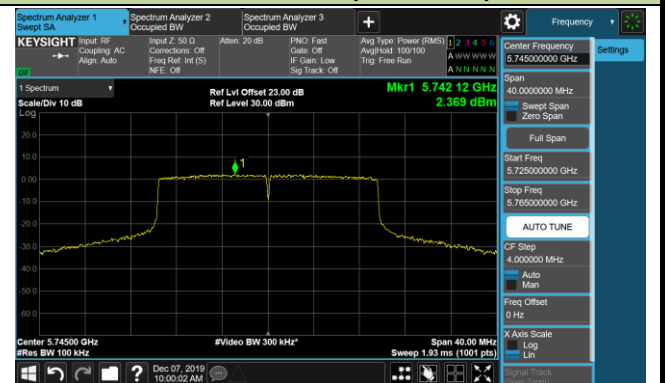 Spectrum Analyzer 1
Swept SA
Spectrum Analyzer 2
Occupied BW
Spectrum Analyzer 3
Occupied BW
Frequency
KEYSIGHT
Input: RF
Coupling: AC
Align: Auto
Input Z: 50 Ω
Corrections: Off
Freq Ref: Int (S)
NFE: Off
Atten: 20 dB
PNO: Fast
Gate: Off
IF Gain: Low
Sig Track: Off
Avg Type: Power (RMS)
Avg|Hold: 100/100
Trig: Free Run
1 2 3 4 5 6
A W W W W W
A N N N N N
LXI
1 Spectrum
Scale/Div 10 dB
Log
Ref Lvl Offset 23.00 dB
Ref Level 30.00 dBm
Mkr1 5.742 12 GHz
2.369 dBm
20.0
10.0
0.00
-10.0
-20.0
-30.0
-40.0
-50.0
-60.0
1
Center 5.74500 GHz
#Res BW 100 kHz
#Video BW 300 kHz*
Span 40.00 MHz
Sweep 1.93 ms (1001 pts)
Dec 07, 2019
10:00:02 AM
Center Frequency
5.745000000 GHz
Settings
Span
40.0000000 MHz
Swept Span
Zero Span
Full Span
Start Freq
5.725000000 GHz
Stop Freq
5.765000000 GHz
AUTO TUNE
CF Step
4.000000 MHz
Auto
Man
Freq Offset
0 Hz
X Axis Scale
Log
Lin
Signal Track